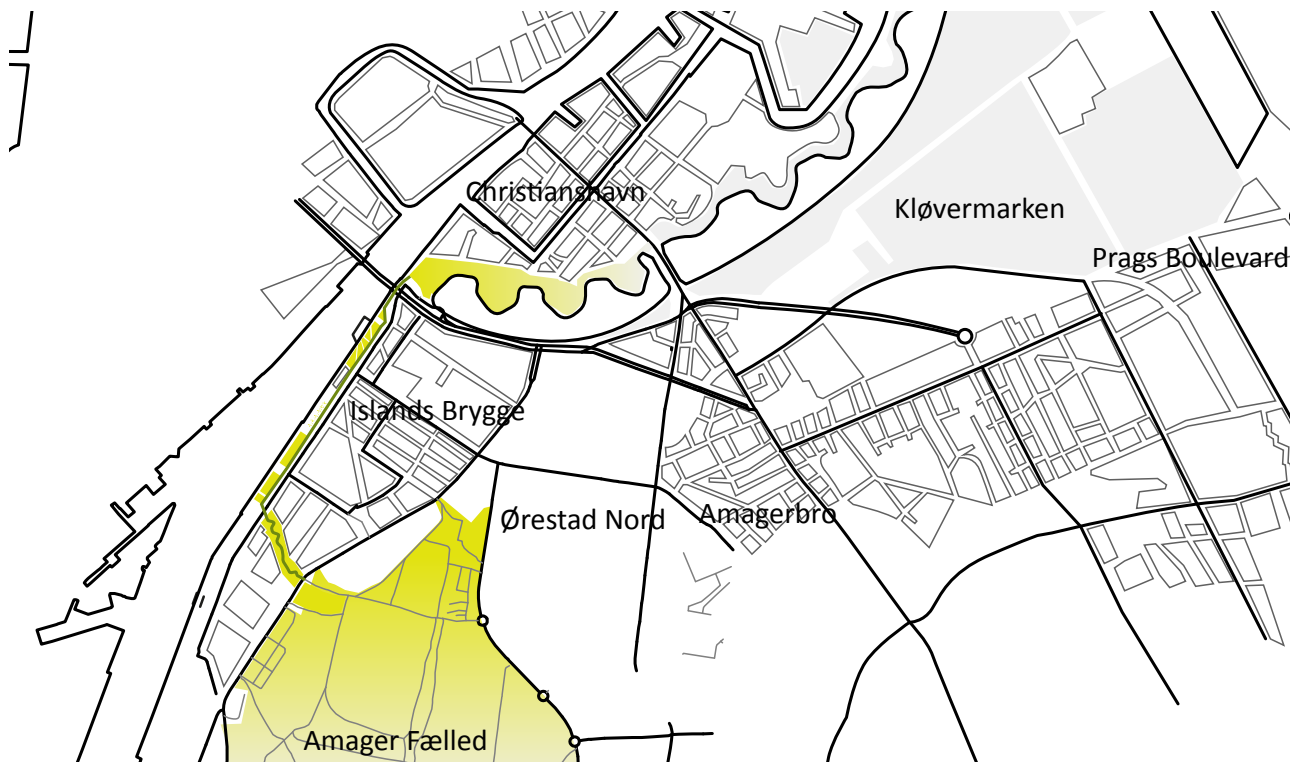 Christianshavn
Kløvermarken
Prags Boulevard
Islands Brygge
Ørestad Nord
Amagerbro
Amager Fælled